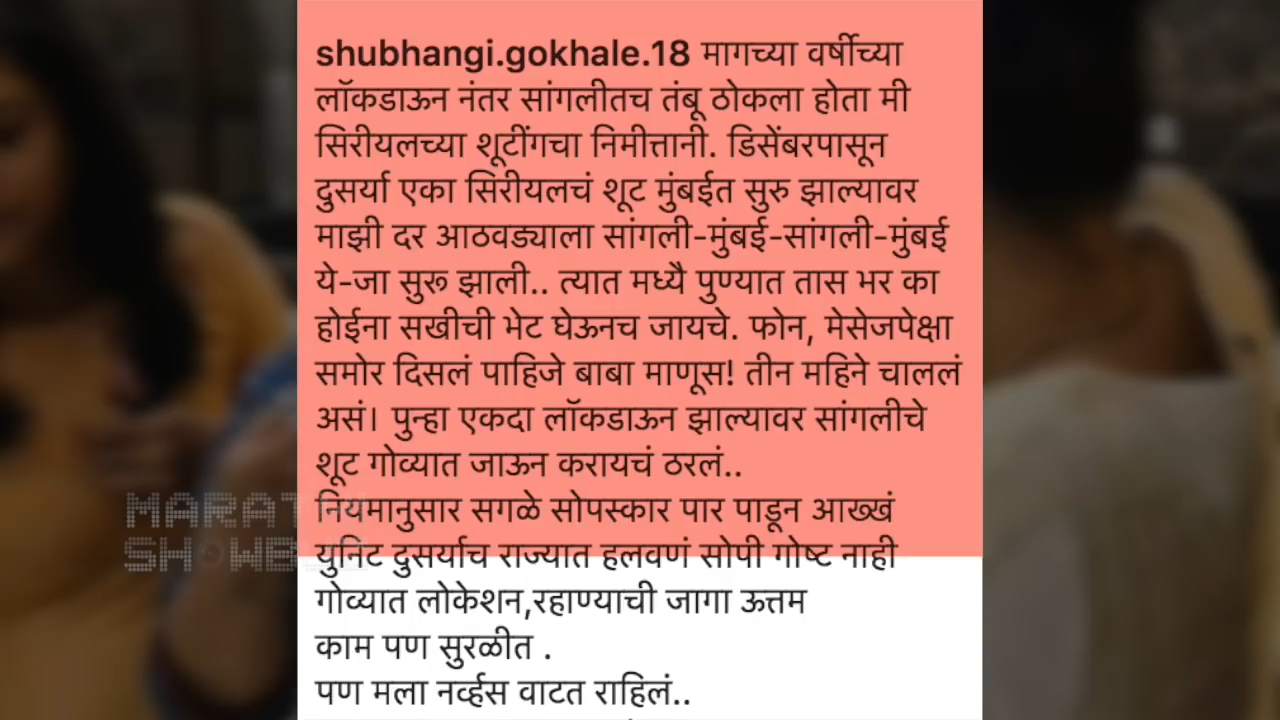 shubhangi.gokhale.18 मागच्या वर्षीच्या
लॉकडाऊन नंतर सांगलीतच तंबू ठोकला होता मी
सिरीयलच्या शूटींगचा निमीत्तानी. डिसेंबरपासून
दुसर्या एका सिरीयलचं शूट मुंबईत सुरु झाल्यावर
माझी दर आठवड्याला सांगली-मुंबई-सांगली-मुंबई
ये-जा सुरू झाली.. त्यात मध्यै पुण्यात तास भर का
होईना सखीची भेट घेऊनच जायचे. फोन, मेसेजपेक्षा
समोर दिसलं पाहिजे बाबा माणूस! तीन महिने चाललं
असं। पुन्हा एकदा लॉकडाऊन झाल्यावर सांगलीचे
शूट गोव्यात जाऊन करायचं ठरलं..
नियमानुसार सगळे सोपस्कार पार पाडून आख्खं
युनिट दुसर्याच राज्यात हलवणं सोपी गोष्ट नाही
गोव्यात लोकेशन,रहाण्याची जागा ऊत्तम
काम पण सुरळीत .
पण मला नर्व्हस वाटत राहिलं..